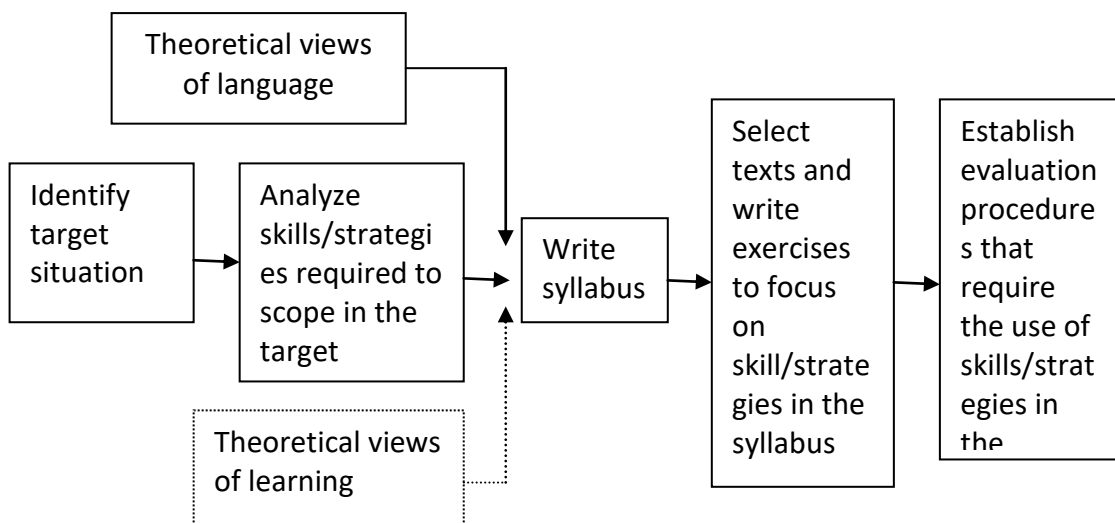 Theoretical views
of language
Identify
target
situation
Analyze
skills/strategi
es required to
scope in the
target
Theoretical views
of learning
Write
syllabus
Select
texts and
write
exercises
to focus
on
skill/strate
gies in the
syllabus
Establish
evaluation
procedure
s that
require
the use of
skills/strat
egies in
the